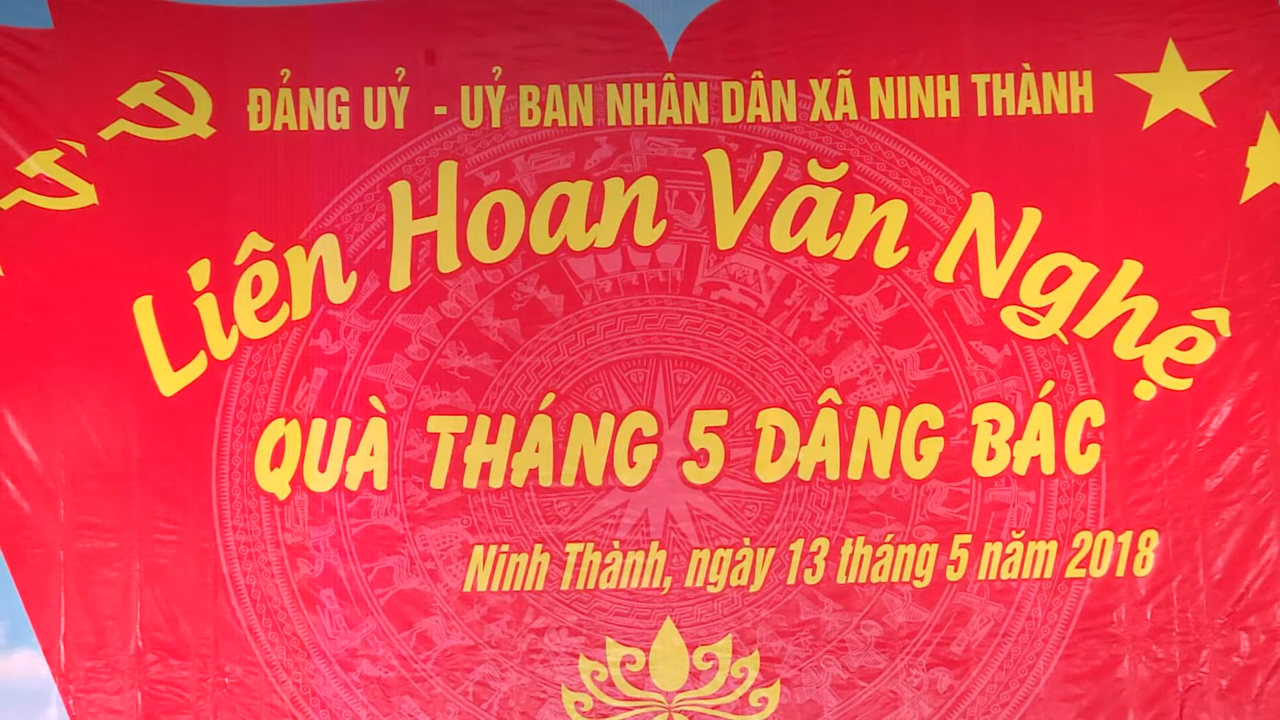 ĐẢNG UỶ - UỶ BAN NHÂN DÂN XÃ NINH THÀNH
Liên Hoan Văn Nghệ
QUÀ THÁNG 5 DÂNG BÁC
Ninh Thành, ngày 13 tháng 5 năm 2018